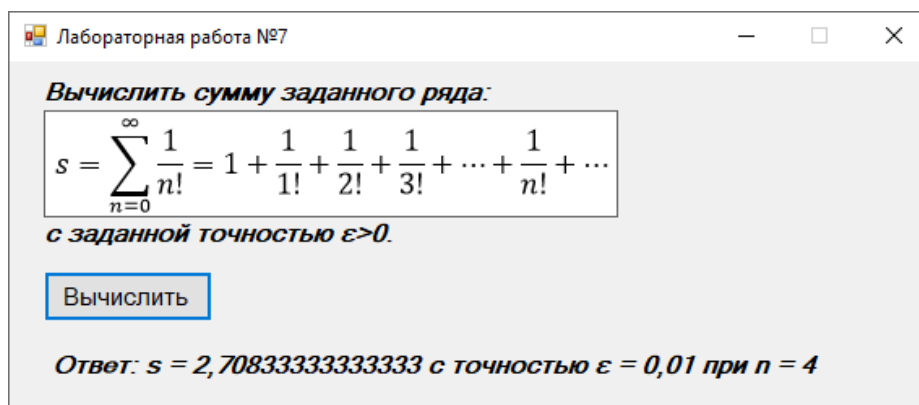 Лабораторная работа №7
Вычислить сумму заданного ряда:
s = ∑_{n=0}^{∞} 1/n! = 1 + 1/1! + 1/2! + 1/3! + ⋯ + 1/n! + ⋯
с заданной точностью ε>0.
Вычислить
Ответ: s = 2,70833333333333 с точностью ε = 0,01 при n = 4